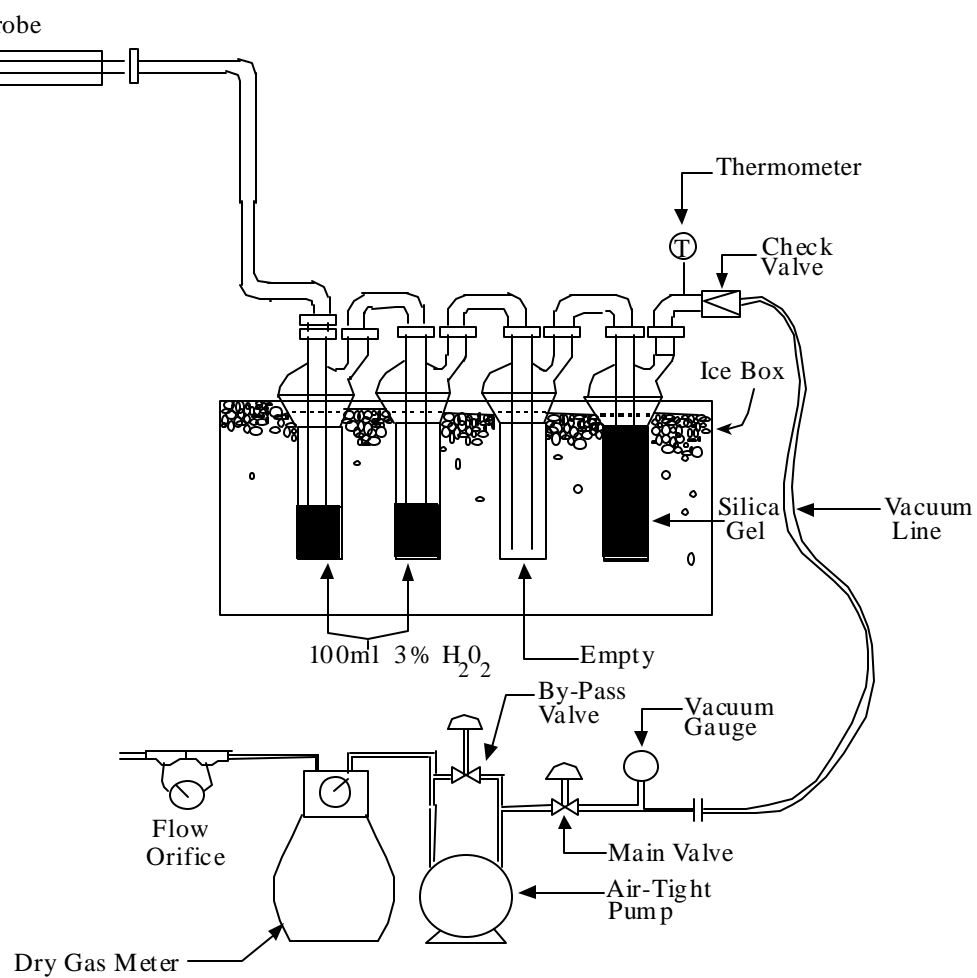 robe
Thermometer
T
Check
Valve
Ice Box
Silica
Gel
Vacuum
Line
100ml 3% H202
Empty
By-Pass
Valve
Vacuum
Gauge
Flow
Orifice
Main Valve
Air-Tight
Pump
Dry Gas Meter